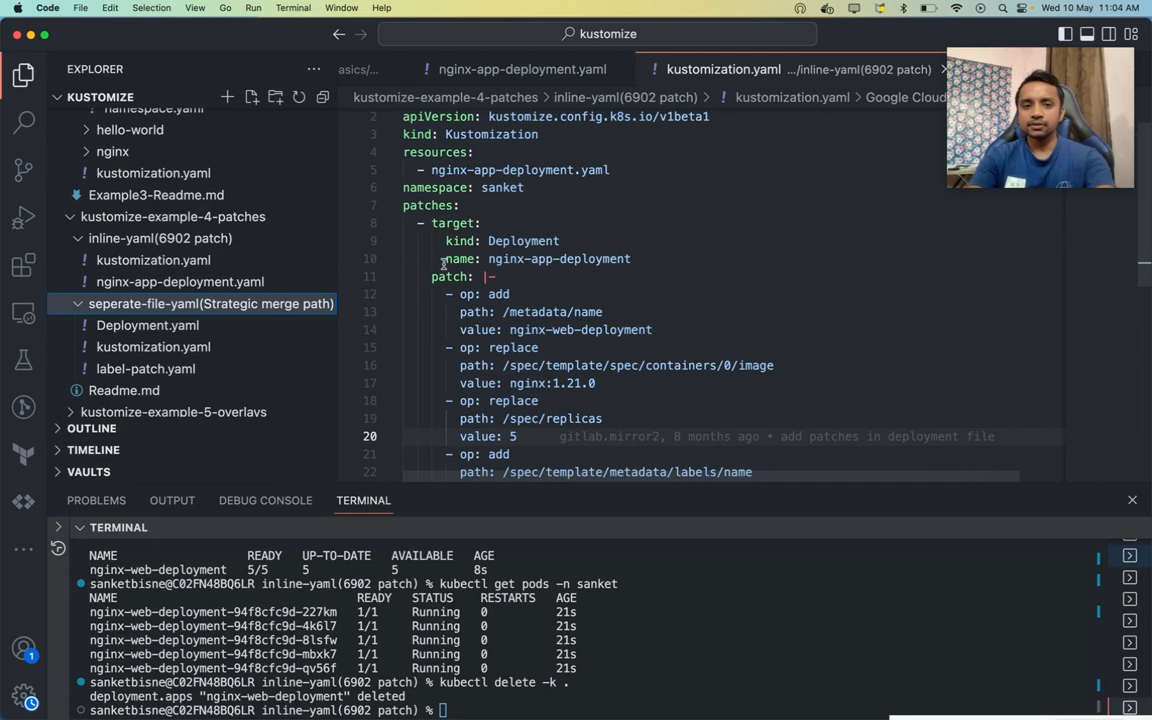 Code File Edit Selection View Go Run Terminal Window Help Wed 10 May 11:04 AM
kustomize
EXPLORER
asics/... nginx-app-deployment.yaml kustomization.yaml .../inline-yaml(6902 patch)
KUSTOMIZE
kustomize-example-4-patches > inline-yaml(6902 patch) > ! kustomization.yaml > Google Cloud
namespace.yaml
hello-world
nginx
! kustomization.yaml
Example3-Readme.md
kustomize-example-4-patches
inline-yaml(6902 patch)
! kustomization.yaml
! nginx-app-deployment.yaml
seperate-file-yaml(Strategic merge path)
! Deployment.yaml
! kustomization.yaml
! label-patch.yaml
Readme.md
kustomize-example-5-overlays
OUTLINE
TIMELINE
VAULTS
1
2 apiVersion: kustomize.config.k8s.io/v1beta1
3 kind: Kustomization
4 resources:
5 - nginx-app-deployment.yaml
6 namespace: sanket
7 patches:
8 - target:
9 kind: Deployment
10 name: nginx-app-deployment
11 patch: |-
12 - op: add
13 path: /metadata/name
14 value: nginx-web-deployment
15 - op: replace
16 path: /spec/template/spec/containers/0/image
17 value: nginx:1.21.0
18 - op: replace
19 path: /spec/replicas
20 value: 5 gitlab.mirror2, 8 months ago • add patches in deployment file
21 - op: add
22 path: /spec/template/metadata/labels/name
PROBLEMS OUTPUT DEBUG CONSOLE TERMINAL
TERMINAL
NAME READY UP-TO-DATE AVAILABLE AGE
nginx-web-deployment 5/5 5 5 8s
sanketbisne@C02FN48BQ6LR inline-yaml(6902 patch) % kubectl get pods -n sanket
NAME READY STATUS RESTARTS AGE
nginx-web-deployment-94f8cfc9d-227km 1/1 Running 0 21s
nginx-web-deployment-94f8cfc9d-4k6l7 1/1 Running 0 21s
nginx-web-deployment-94f8cfc9d-8lsfw 1/1 Running 0 21s
nginx-web-deployment-94f8cfc9d-mbxk7 1/1 Running 0 21s
nginx-web-deployment-94f8cfc9d-qv56f 1/1 Running 0 21s
sanketbisne@C02FN48BQ6LR inline-yaml(6902 patch) % kubectl delete -k .
deployment.apps "nginx-web-deployment" deleted
sanketbisne@C02FN48BQ6LR inline-yaml(6902 patch) %